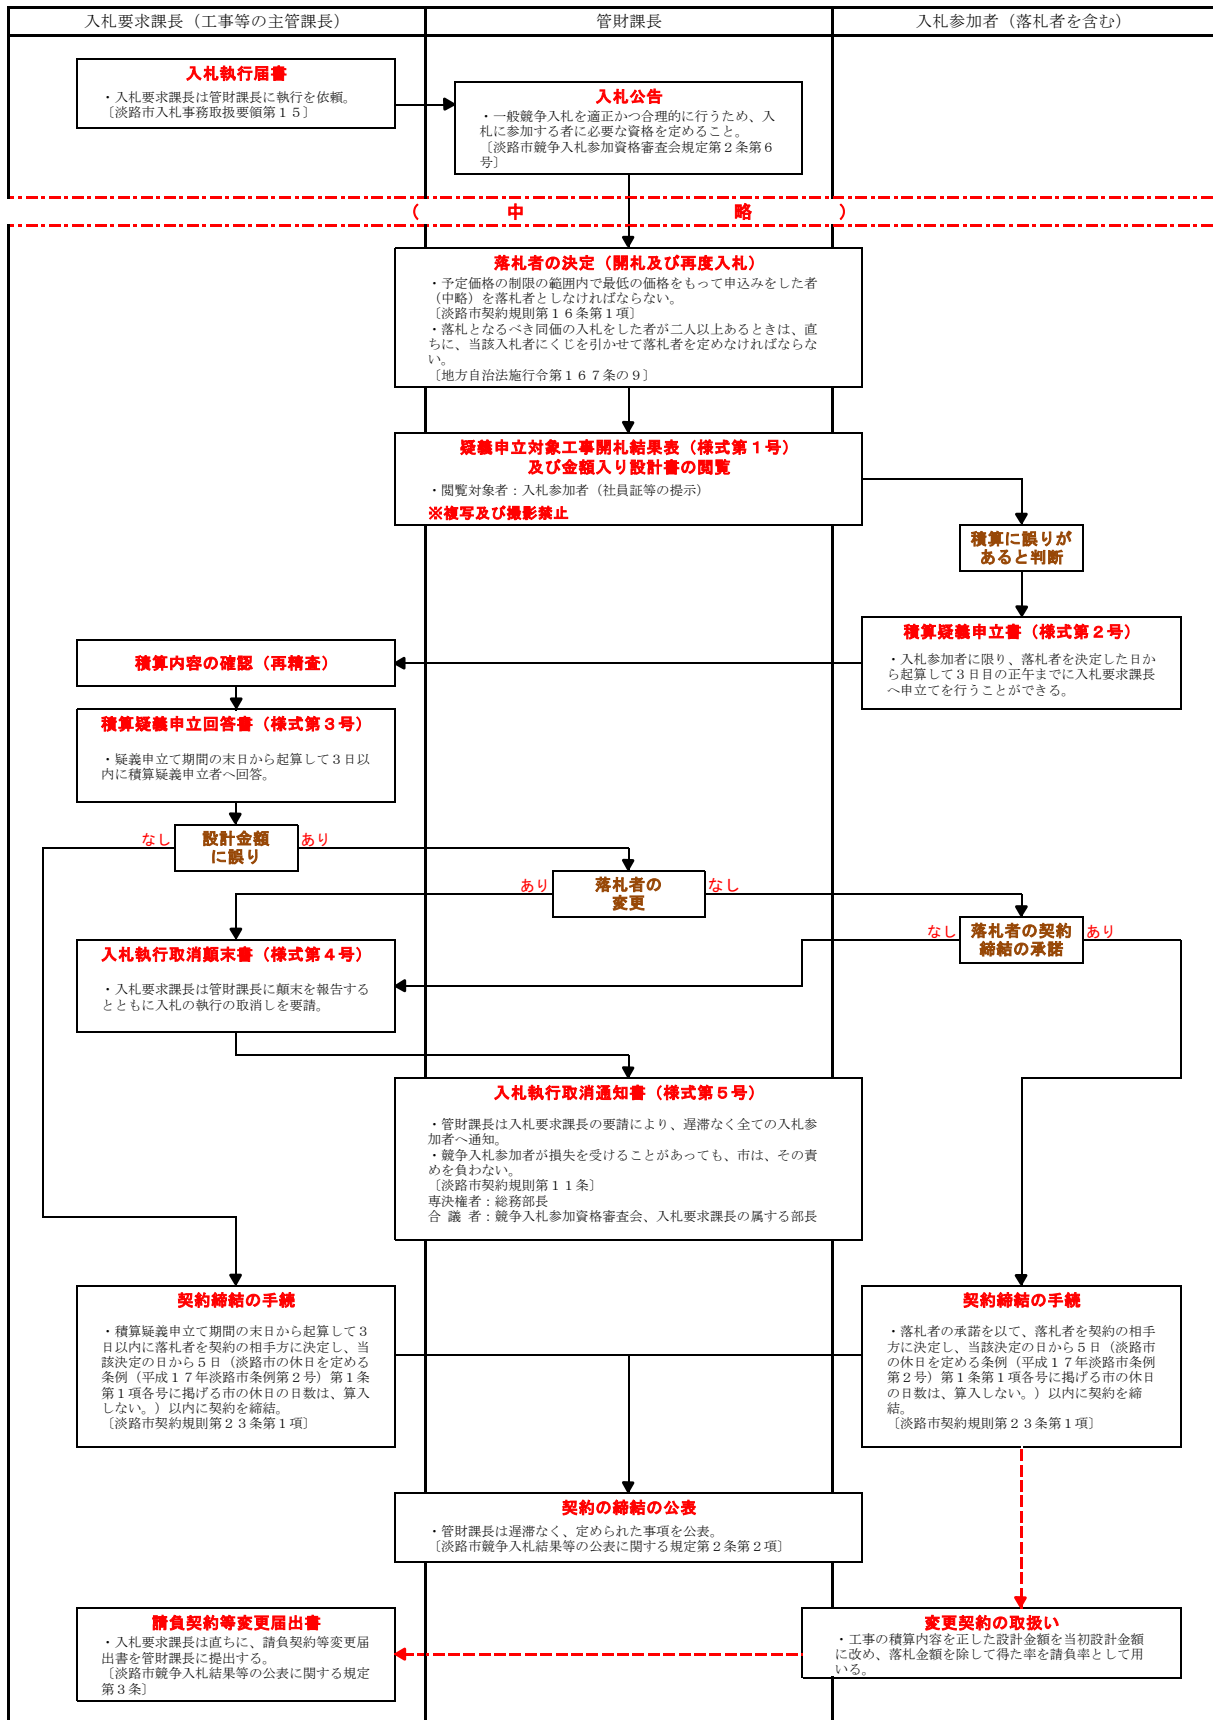 入札要求課長（工事等の主管課長）
管財課長
入札参加者（落札者を含む）
入札執行届書
・入札要求課長は管財課長に執行を依頼。
〔淡路市入札事務取扱要領第１５〕
入札公告
・一般競争入札を適正かつ合理的に行うため、入
札に参加する者に必要な資格を定めること。
〔淡路市競争入札参加資格審査会規定第２条第６
号〕
（　中　略　）
落札者の決定（開札及び再度入札）
・予定価格の制限の範囲内で最低の価格をもって申込みをした者
（中略）を落札者としなければならない。
〔淡路市契約規則第１６条第１項〕
・落札となるべき同価の入札をした者が二人以上あるときは、直
ちに、当該入札者にくじを引かせて落札者を定めなければならな
い。
〔地方自治法施行令第１６７条の９〕
疑義申立対象工事開札結果表（様式第１号）
及び金額入り設計書の閲覧
・閲覧対象者：入札参加者（社員証等の提示）
※複写及び撮影禁止
積算に誤りが
あると判断
積算疑義申立書（様式第２号）
・入札参加者に限り、落札者を決定した日か
ら起算して３日目の正午までに入札要求課長
へ申立てを行うことができる。
積算内容の確認（再精査）
積算疑義申立回答書（様式第３号）
・疑義申立て期間の末日から起算して３日以
内に積算疑義申立者へ回答。
なし
設計金額
に誤り
あり
あり
落札者の
変更
なし
なし
落札者の契約
締結の承諾
あり
入札執行取消顛末書（様式第４号）
・入札要求課長は管財課長に顛末を報告する
とともに入札の執行の取消しを要請。
入札執行取消通知書（様式第５号）
・管財課長は入札要求課長の要請により、遅滞なく全ての入札参
加者へ通知。
・競争入札参加者が損失を受けることがあっても、市は、その責
めを負わない。
〔淡路市契約規則第１１条〕
専決権者：総務部長
合 議 者：競争入札参加資格審査会、入札要求課長の属する部長
契約締結の手続
・積算疑義申立て期間の末日から起算して３
日以内に落札者を契約の相手方に決定し、当
該決定の日から５日（淡路市の休日を定める
条例（平成１７年淡路市条例第２号）第１条
第１項各号に掲げる市の休日の日数は、算入
しない。）以内に契約を締結。
〔淡路市契約規則第２３条第１項〕
契約締結の手続
・落札者の承諾を以て、落札者を契約の相手
方に決定し、当該決定の日から５日（淡路市
の休日を定める条例（平成１７年淡路市条例
第２号）第１条第１項各号に掲げる市の休日
の日数は、算入しない。）以内に契約を締
結。
〔淡路市契約規則第２３条第１項〕
契約の締結の公表
・管財課長は遅滞なく、定められた事項を公表。
〔淡路市競争入札結果等の公表に関する規定第２条第２項〕
請負契約等変更届出書
・入札要求課長は直ちに、請負契約等変更届
出書を管財課長に提出する。
〔淡路市競争入札結果等の公表に関する規定
第３条〕
変更契約の取扱い
・工事の積算内容を正した設計金額を当初設計金額
に改め、落札金額を除して得た率を請負率として用
いる。